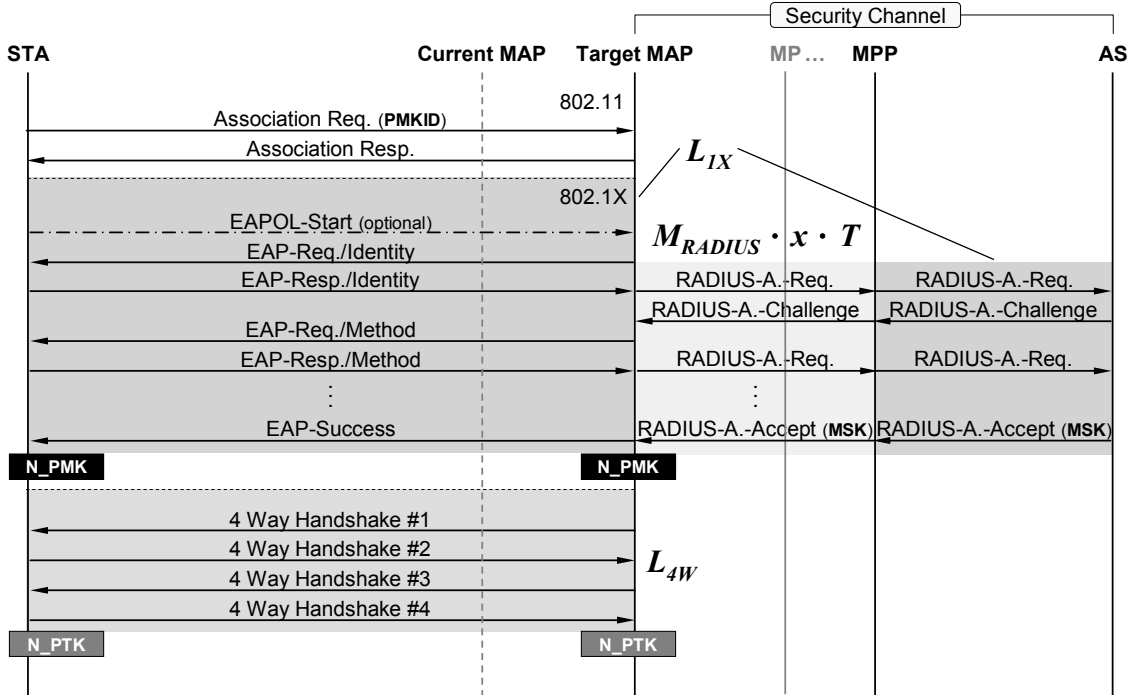 Security Channel
STA Current MAP Target MAP MP ... MPP AS
802.11
Association Req. (PMKID)
Association Resp.
L1X
802.1X
EAPOL-Start (optional)
MRADIUS · x · T
EAP-Req./Identity
EAP-Resp./Identity RADIUS-A.-Req. RADIUS-A.-Req.
RADIUS-A.-Challenge RADIUS-A.-Challenge
EAP-Req./Method
EAP-Resp./Method RADIUS-A.-Req. RADIUS-A.-Req.
⋮ ⋮
EAP-Success RADIUS-A.-Accept (MSK) RADIUS-A.-Accept (MSK)
N_PMK N_PMK
4 Way Handshake #1
4 Way Handshake #2
L4W
4 Way Handshake #3
4 Way Handshake #4
N_PTK N_PTK